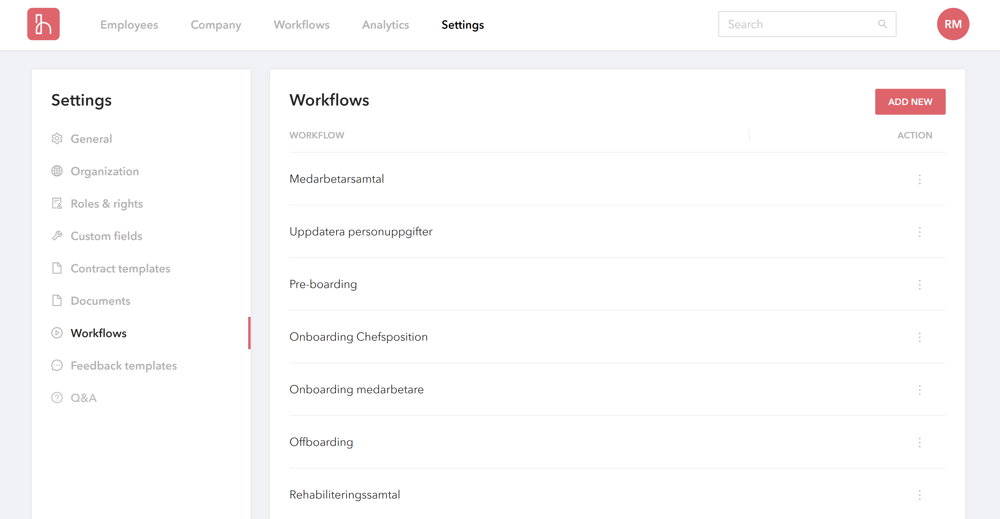 h
Employees Company Workflows Analytics Settings
Search
RM
Settings
General
Organization
Roles & rights
Custom fields
Contract templates
Documents
Workflows
Feedback templates
Q&A
Workflows
ADD NEW
WORKFLOW ACTION
Medarbetarsamtal
Uppdatera personuppgifter
Pre-boarding
Onboarding Chefsposition
Onboarding medarbetare
Offboarding
Rehabiliteringssamtal